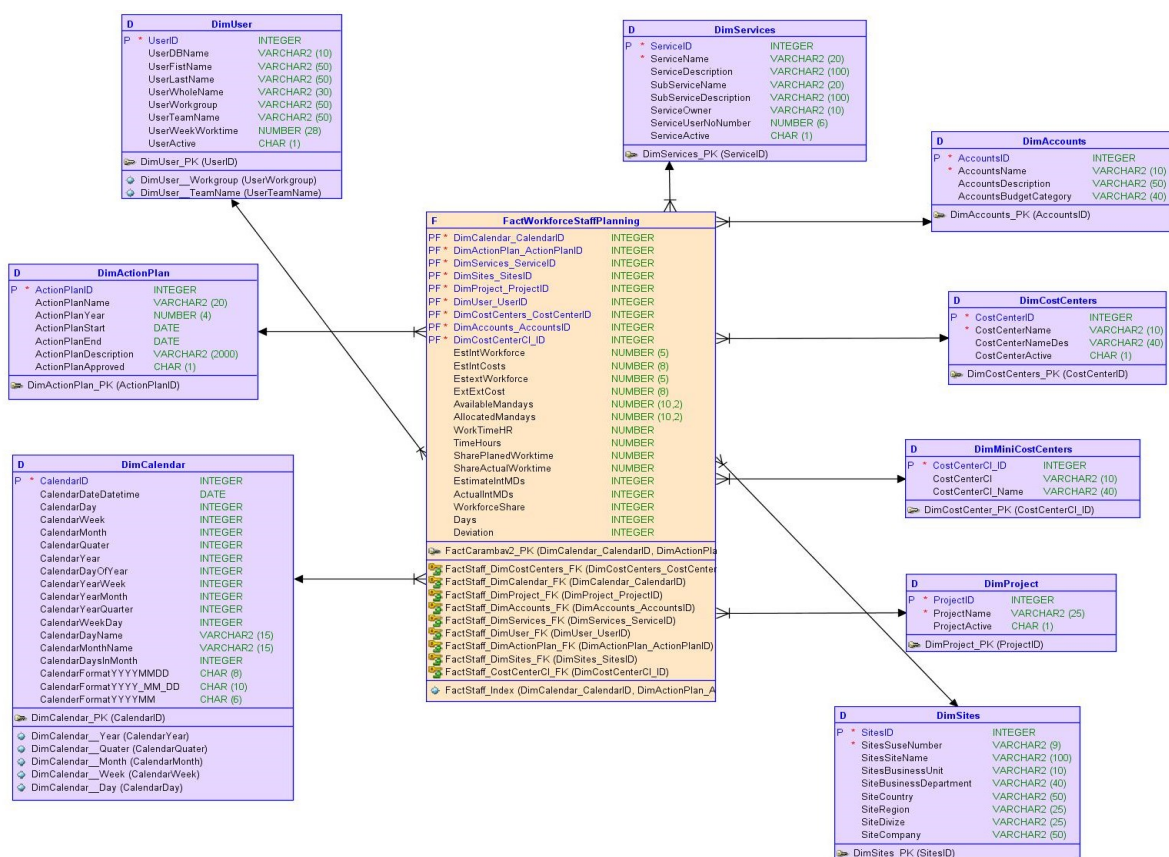 D DimUser
P * UserID INTEGER
UserDBName VARCHAR2 (10)
UserFistName VARCHAR2 (50)
UserLastName VARCHAR2 (50)
UserWholeName VARCHAR2 (30)
UserWorkgroup VARCHAR2 (50)
UserTeamName VARCHAR2 (50)
UserWeekWorktime NUMBER (28)
UserActive CHAR (1)
DimUser_PK (UserID)
DimUser__Workgroup (UserWorkgroup)
DimUser__TeamName (UserTeamName)
D DimServices
P * ServiceID INTEGER
* ServiceName VARCHAR2 (20)
ServiceDescription VARCHAR2 (100)
SubServiceName VARCHAR2 (20)
SubServiceDescription VARCHAR2 (100)
ServiceOwner VARCHAR2 (10)
ServiceUserNoNumber NUMBER (6)
ServiceActive CHAR (1)
DimServices_PK (ServiceID)
D DimAccounts
P * AccountsID INTEGER
* AccountsName VARCHAR2 (10)
AccountsDescription VARCHAR2 (50)
AccountsBudgetCategory VARCHAR2 (40)
DimAccounts_PK (AccountsID)
D DimActionPlan
P * ActionPlanID INTEGER
ActionPlanName VARCHAR2 (20)
ActionPlanYear NUMBER (4)
ActionPlanStart DATE
ActionPlanEnd DATE
ActionPlanDescription VARCHAR2 (2000)
ActionPlanApproved CHAR (1)
DimActionPlan_PK (ActionPlanID)
F FactWorkforceStaffPlanning
PF * DimCalendar_CalendarID INTEGER
PF * DimActionPlan_ActionPlanID INTEGER
PF * DimServices_ServiceID INTEGER
PF * DimSites_SitesID INTEGER
PF * DimProject_ProjectID INTEGER
PF * DimUser_UserID INTEGER
PF * DimCostCenters_CostCenterID INTEGER
PF * DimAccounts_AccountsID INTEGER
PF * DimCostCenterCI_ID INTEGER
EstIntWorkforce NUMBER (5)
EstIntCosts NUMBER (8)
EstextWorkforce NUMBER (5)
ExtExtCost NUMBER (8)
AvailableMandays NUMBER (10,2)
AllocatedMandays NUMBER (10,2)
WorkTimeHR NUMBER
TimeHours NUMBER
SharePlanedWorktime NUMBER
ShareActualWorktime NUMBER
EstimateIntMDs INTEGER
ActualIntMDs INTEGER
WorkforceShare INTEGER
Days INTEGER
Deviation INTEGER
FactCarambav2_PK (DimCalendar_CalendarID, DimActionPla
FactStaff_DimCostCenters_FK (DimCostCenters_CostCenter
FactStaff_DimCalendar_FK (DimCalendar_CalendarID)
FactStaff_DimProject_FK (DimProject_ProjectID)
FactStaff_DimAccounts_FK (DimAccounts_AccountsID)
FactStaff_DimServices_FK (DimServices_ServiceID)
FactStaff_DimUser_FK (DimUser_UserID)
FactStaff_DimActionPlan_FK (DimActionPlan_ActionPlanID)
FactStaff_DimSites_FK (DimSites_SitesID)
FactStaff_CostCenterCI_FK (DimCostCenterCI_ID)
FactStaff_Index (DimCalendar_CalendarID, DimActionPlan_A
D DimCostCenters
P * CostCenterID INTEGER
* CostCenterName VARCHAR2 (10)
CostCenterNameDes VARCHAR2 (40)
CostCenterActive CHAR (1)
DimCostCenters_PK (CostCenterID)
D DimCalendar
P * CalendarID INTEGER
CalendarDateDatetime DATE
CalendarDay INTEGER
CalendarWeek INTEGER
CalendarMonth INTEGER
CalendarQuater INTEGER
CalendarYear INTEGER
CalendarDayOfYear INTEGER
CalendarYearWeek INTEGER
CalendarYearMonth INTEGER
CalendarYearQuarter INTEGER
CalendarWeekDay INTEGER
CalendarDayName VARCHAR2 (15)
CalendarMonthName VARCHAR2 (15)
CalendarDaysInMonth INTEGER
CalendarFormatYYYYMMDD CHAR (8)
CalendarFormatYYYY_MM_DD CHAR (10)
CalenderFormatYYYYMM CHAR (6)
DimCalendar_PK (CalendarID)
DimCalendar__Year (CalendarYear)
DimCalendar__Quater (CalendarQuater)
DimCalendar__Month (CalendarMonth)
DimCalendar__Week (CalendarWeek)
DimCalendar__Day (CalendarDay)
D DimMiniCostCenters
P * CostCenterCI_ID INTEGER
CostCenterCI VARCHAR2 (10)
CostCenterCI_Name VARCHAR2 (40)
DimCostCenter_PK (CostCenterCI_ID)
D DimProject
P * ProjectID INTEGER
* ProjectName VARCHAR2 (25)
ProjectActive CHAR (1)
DimProject_PK (ProjectID)
D DimSites
P * SitesID INTEGER
* SitesSuseNumber VARCHAR2 (9)
SitesSiteName VARCHAR2 (100)
SitesBusinessUnit VARCHAR2 (10)
SiteBusinessDepartment VARCHAR2 (40)
SiteCountry VARCHAR2 (50)
SiteRegion VARCHAR2 (25)
SiteDivize VARCHAR2 (25)
SiteCompany VARCHAR2 (50)
DimSites_PK (SitesID)